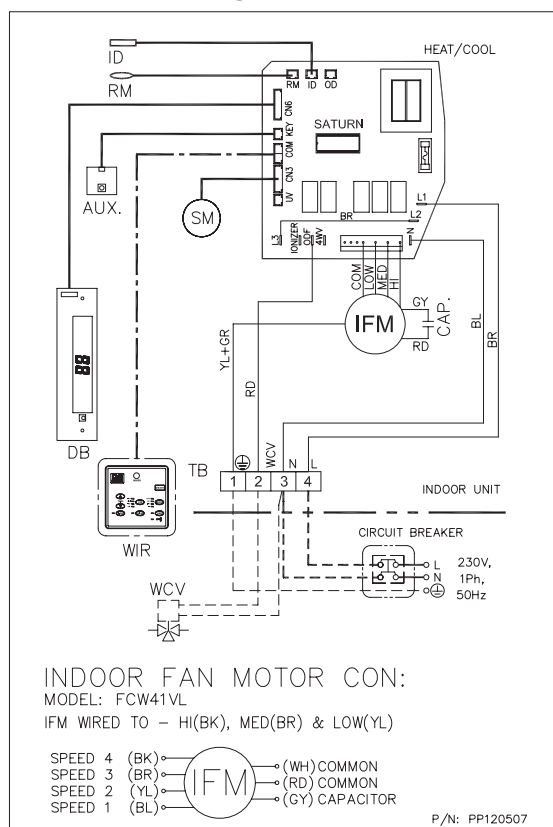 HEAT/COOL
ID
RM
RM ID OD
CN6
KEY
COM
CN3
UV
SATURN
AUX.
SM
L1
L2
BR
L3
IONIZER
ODF
4WV
N
COM
LOW
MED
HI
IFM
GY
RD
CAP.
YL+GR
RD
BL
BR
88
DB
WIR
TB
WCV
N
L
1 2 3 4
INDOOR UNIT
CIRCUIT BREAKER
L
N
230V,
1Ph,
50Hz
WCV
INDOOR FAN MOTOR CON:
MODEL: FCW41VL
IFM WIRED TO – HI(BK), MED(BR) & LOW(YL)
SPEED 4 (BK)
SPEED 3 (BR)
SPEED 2 (YL)
SPEED 1 (BL)
IFM
(WH) COMMON
(RD) COMMON
(GY) CAPACITOR
P/N: PP120507